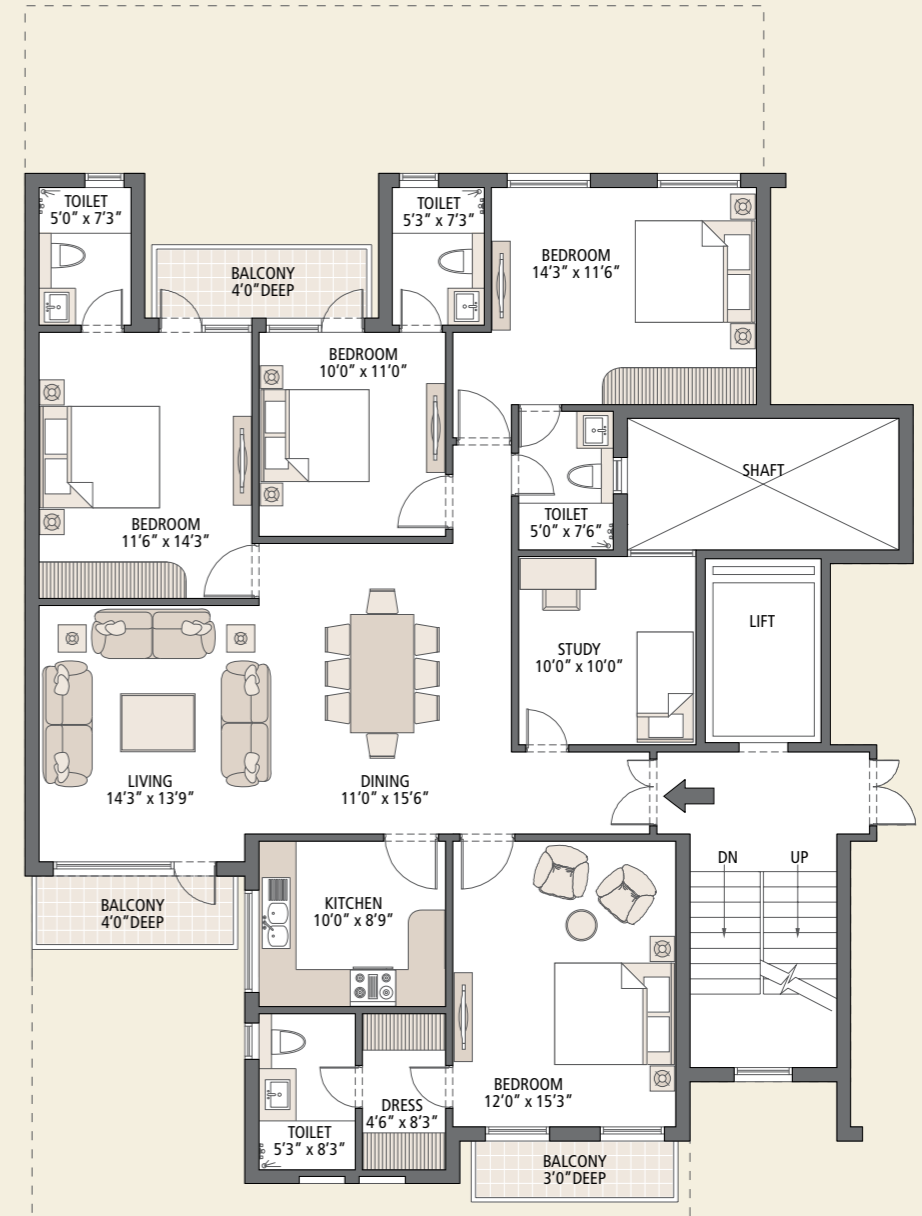 TOILET
5'0” x 7'3”
TOILET
5'3” x 7'3”
BEDROOM
14'3” x 11'6”
BALCONY
4'0” DEEP
BEDROOM
10'0” x 11'0”
BEDROOM
11'6” x 14'3”
SHAFT
TOILET
5'0” x 7'6”
LIFT
STUDY
10'0” x 10'0”
LIVING
14'3” x 13'9”
DINING
11'0” x 15'6”
DN
UP
BALCONY
4'0” DEEP
KITCHEN
10'0” x 8'9”
BEDROOM
12'0” x 15'3”
DRESS
4'6” x 8'3”
TOILET
5'3” x 8'3”
BALCONY
3'0” DEEP